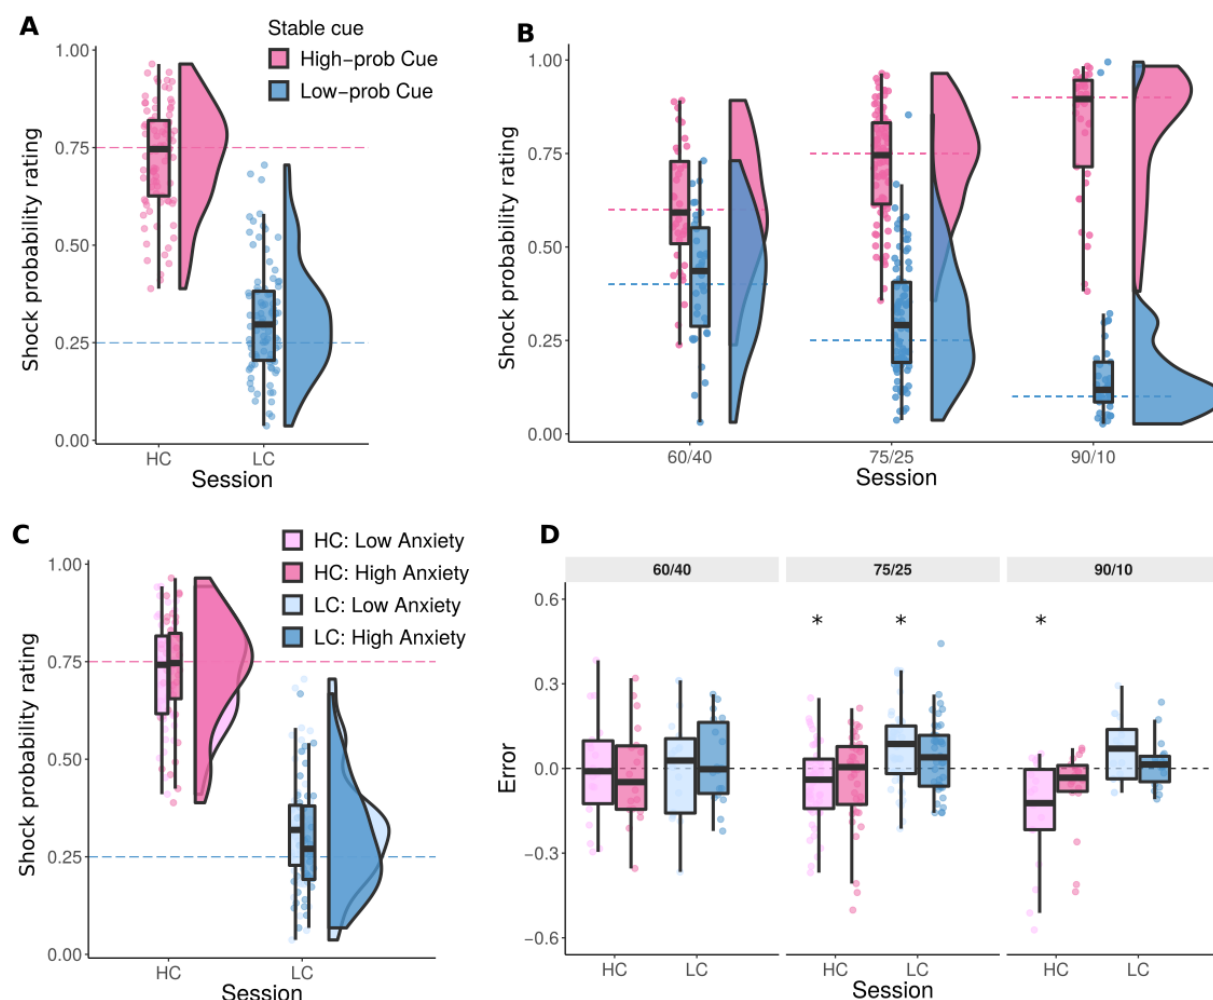 A
Stable cue
High−prob Cue
Low−prob Cue
Shock probability rating
1.00
0.75
0.50
0.25
0.00
HC
LC
Session
B
Shock probability rating
1.00
0.75
0.50
0.25
0.00
60/40
75/25
90/10
Session
C
HC: Low Anxiety
HC: High Anxiety
LC: Low Anxiety
LC: High Anxiety
Shock probability rating
1.00
0.75
0.50
0.25
0.00
HC
LC
Session
D
60/40
75/25
90/10
Error
0.6
0.3
0.0
−0.3
−0.6
*
*
*
HC
LC
HC
LC
HC
LC
Session